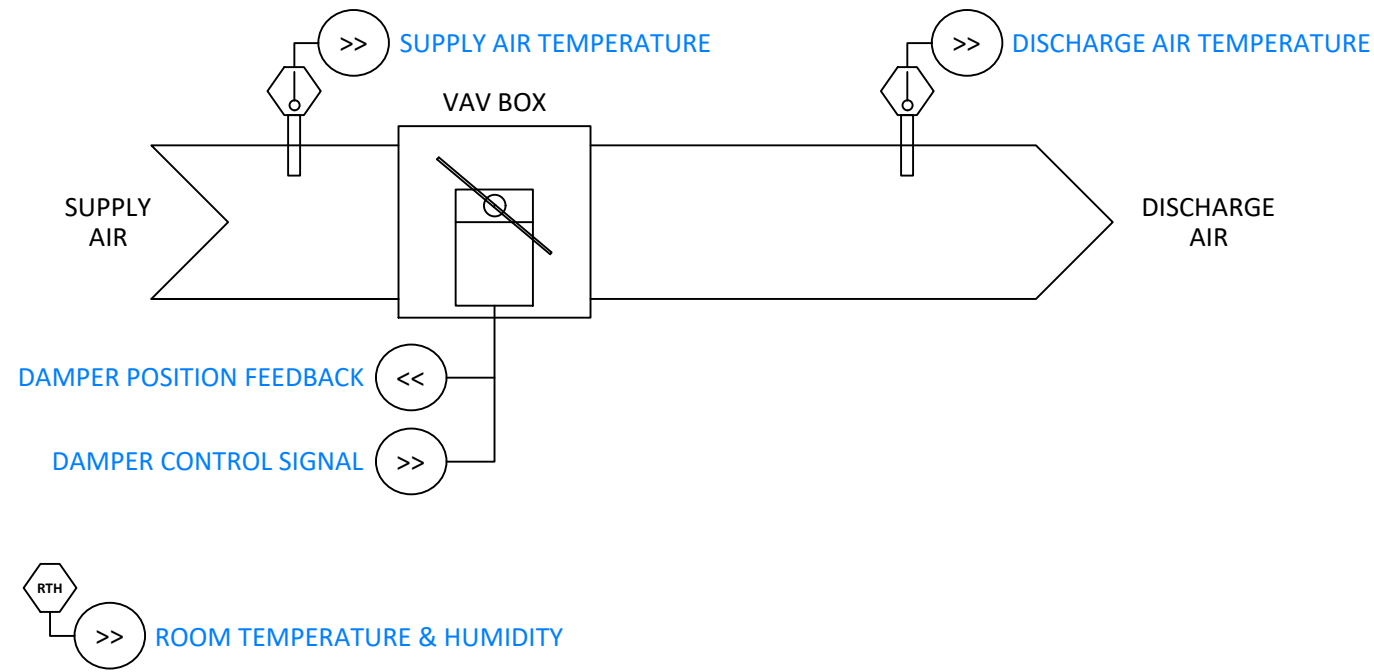 >> SUPPLY AIR TEMPERATURE
>> DISCHARGE AIR TEMPERATURE
VAV BOX
SUPPLY
AIR
DISCHARGE
AIR
DAMPER POSITION FEEDBACK <<
DAMPER CONTROL SIGNAL >>
RTH
>> ROOM TEMPERATURE & HUMIDITY